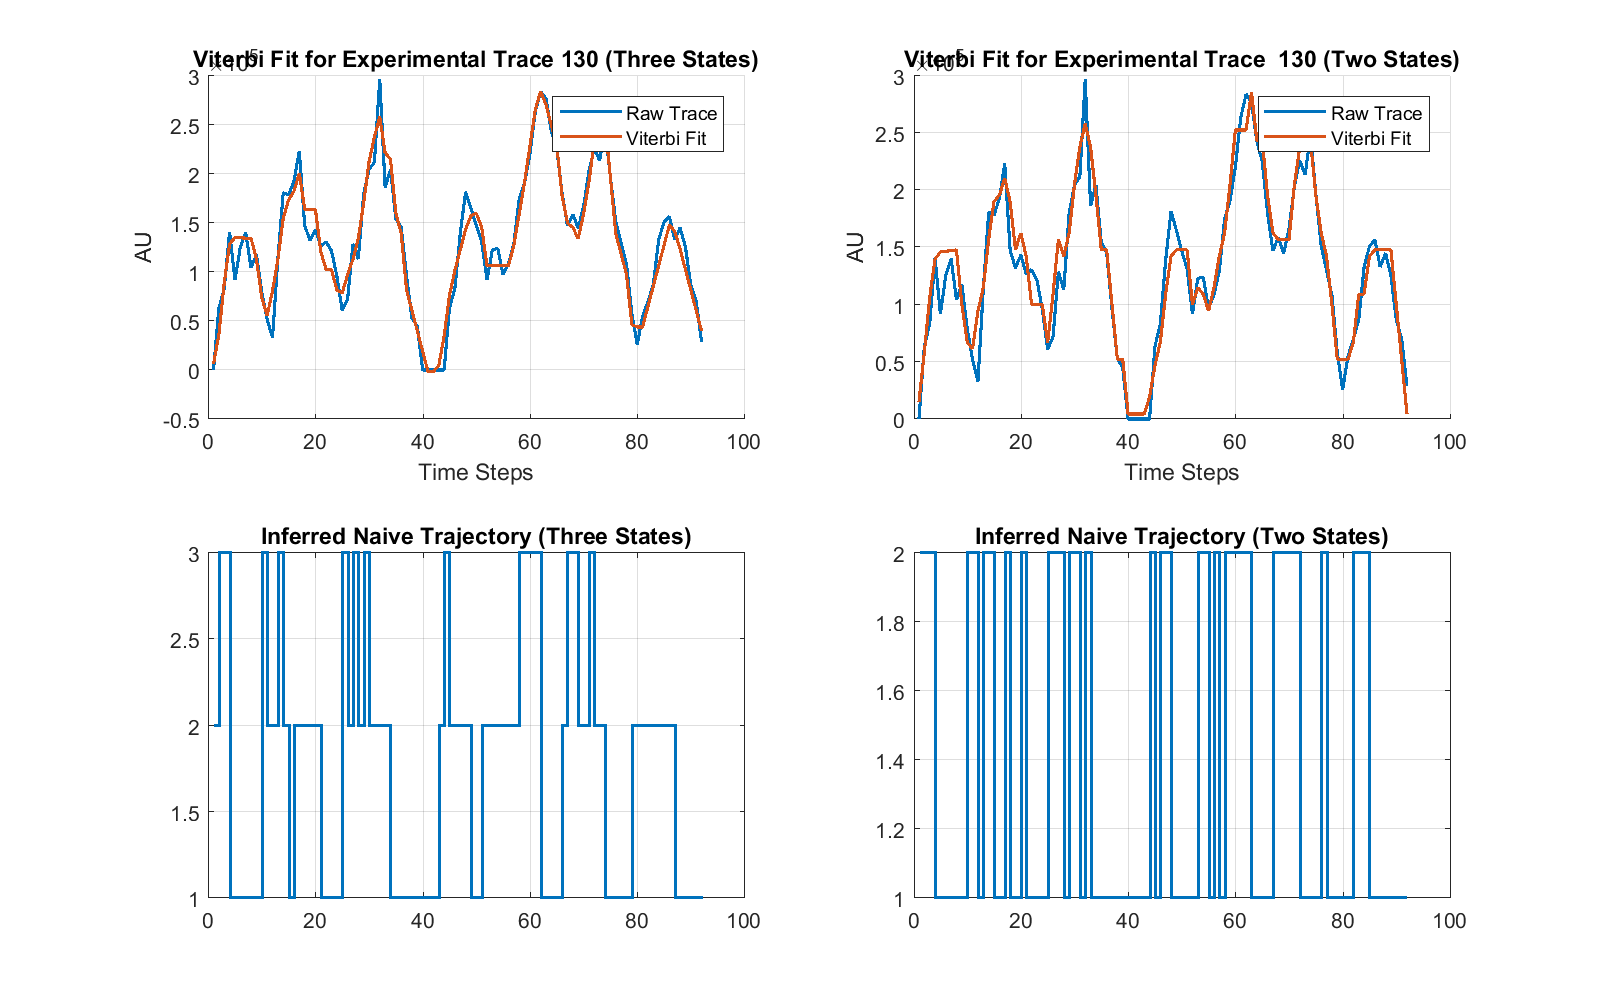 Viterbi Fit for Experimental Trace 130 (Three States)
×10^5
3
2.5
2
1.5
1
0.5
0
-0.5
AU
0 20 40 60 80 100
Time Steps
Raw Trace
Viterbi Fit
Viterbi Fit for Experimental Trace 130 (Two States)
×10^5
3
2.5
2
1.5
1
0.5
0
AU
0 20 40 60 80 100
Time Steps
Raw Trace
Viterbi Fit
Inferred Naive Trajectory (Three States)
3
2.5
2
1.5
1
0 20 40 60 80 100
Inferred Naive Trajectory (Two States)
2
1.8
1.6
1.4
1.2
1
0 20 40 60 80 100